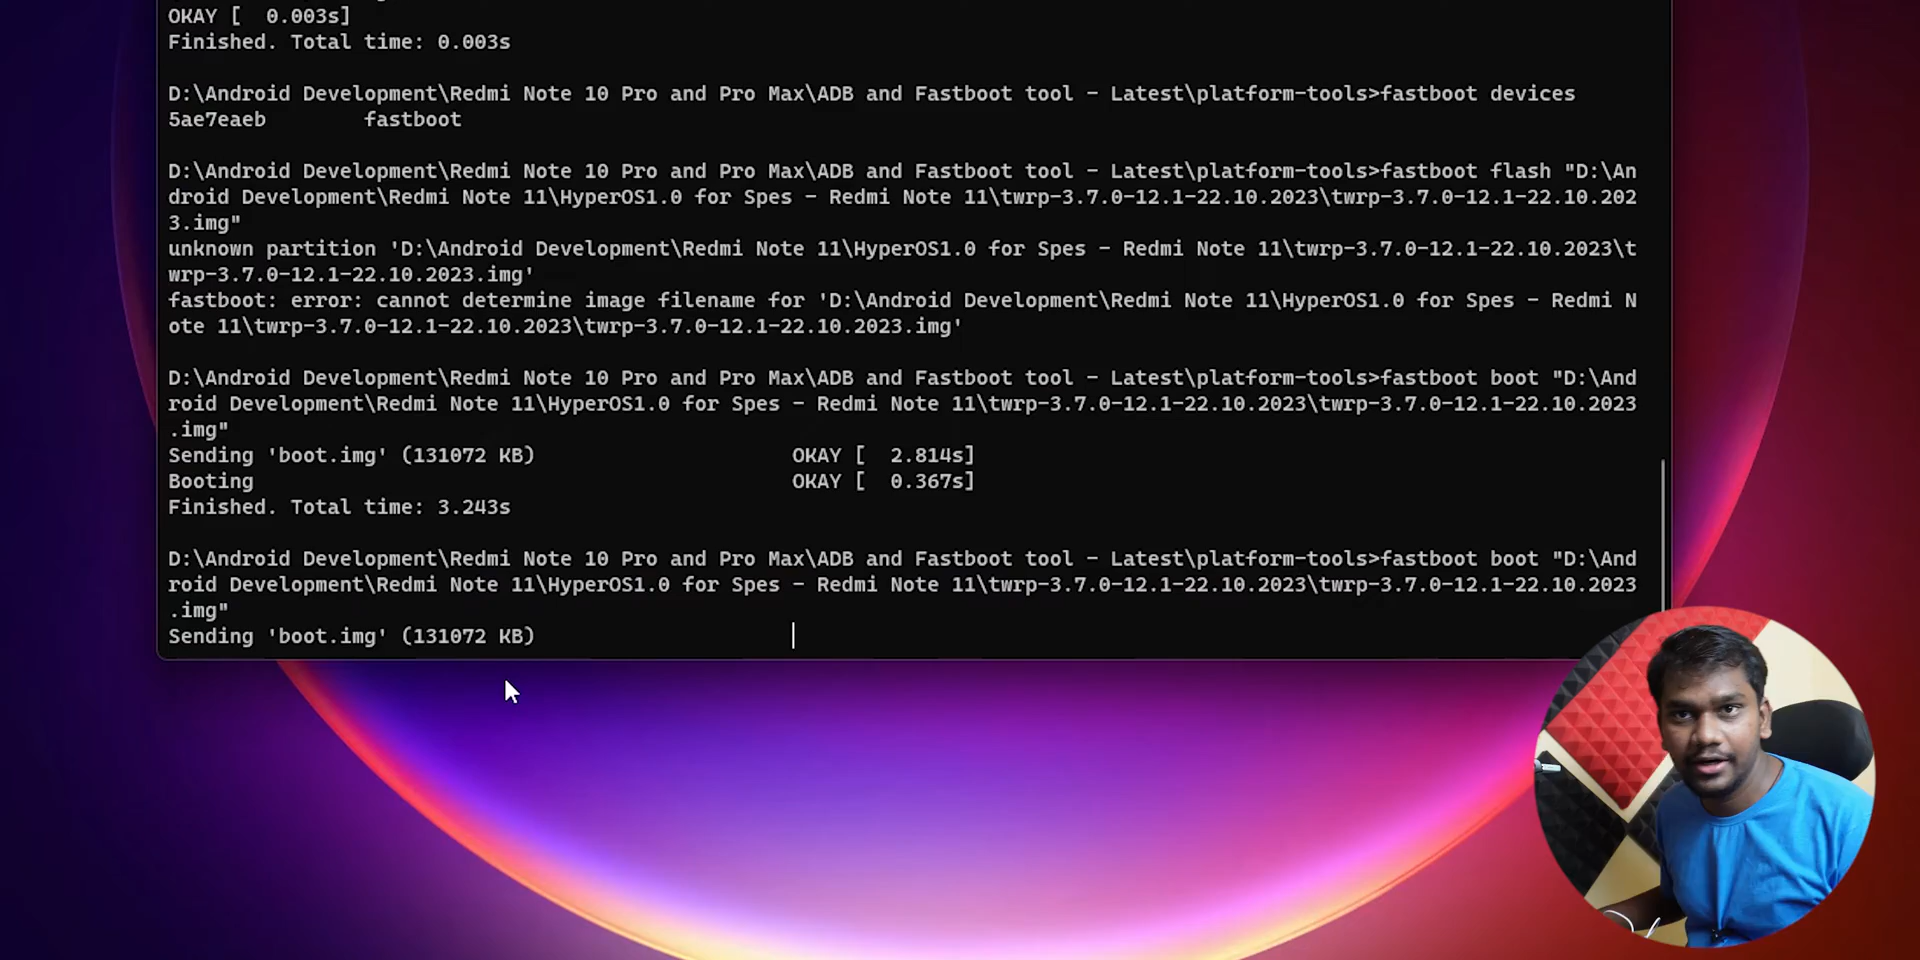 OKAY [  0.003s]
Finished. Total time: 0.003s
D:\Android Development\Redmi Note 10 Pro and Pro Max\ADB and Fastboot tool - Latest\platform-tools>fastboot devices
5ae7eaeb        fastboot
D:\Android Development\Redmi Note 10 Pro and Pro Max\ADB and Fastboot tool - Latest\platform-tools>fastboot flash "D:\An
droid Development\Redmi Note 11\HyperOS1.0 for Spes - Redmi Note 11\twrp-3.7.0-12.1-22.10.2023\twrp-3.7.0-12.1-22.10.202
3.img"
unknown partition 'D:\Android Development\Redmi Note 11\HyperOS1.0 for Spes - Redmi Note 11\twrp-3.7.0-12.1-22.10.2023\t
wrp-3.7.0-12.1-22.10.2023.img'
fastboot: error: cannot determine image filename for 'D:\Android Development\Redmi Note 11\HyperOS1.0 for Spes - Redmi N
ote 11\twrp-3.7.0-12.1-22.10.2023\twrp-3.7.0-12.1-22.10.2023.img'
D:\Android Development\Redmi Note 10 Pro and Pro Max\ADB and Fastboot tool - Latest\platform-tools>fastboot boot "D:\And
roid Development\Redmi Note 11\HyperOS1.0 for Spes - Redmi Note 11\twrp-3.7.0-12.1-22.10.2023\twrp-3.7.0-12.1-22.10.2023
.img"
Sending 'boot.img' (131072 KB)                     OKAY [  2.814s]
Booting                                            OKAY [  0.367s]
Finished. Total time: 3.243s
D:\Android Development\Redmi Note 10 Pro and Pro Max\ADB and Fastboot tool - Latest\platform-tools>fastboot boot "D:\And
roid Development\Redmi Note 11\HyperOS1.0 for Spes - Redmi Note 11\twrp-3.7.0-12.1-22.10.2023\twrp-3.7.0-12.1-22.10.2023
.img"
Sending 'boot.img' (131072 KB)